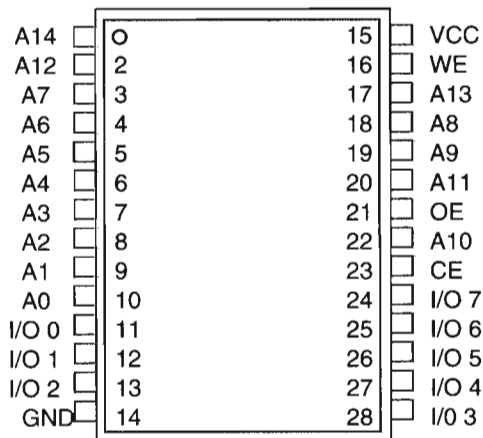 A14 O 15 VCC
A12 2 16 WE
A7 3 17 A13
A6 4 18 A8
A5 5 19 A9
A4 6 20 A11
A3 7 21 OE
A2 8 22 A10
A1 9 23 CE
A0 10 24 I/O 7
I/O 0 11 25 I/O 6
I/O 1 12 26 I/O 5
I/O 2 13 27 I/O 4
GND 14 28 I/0 3